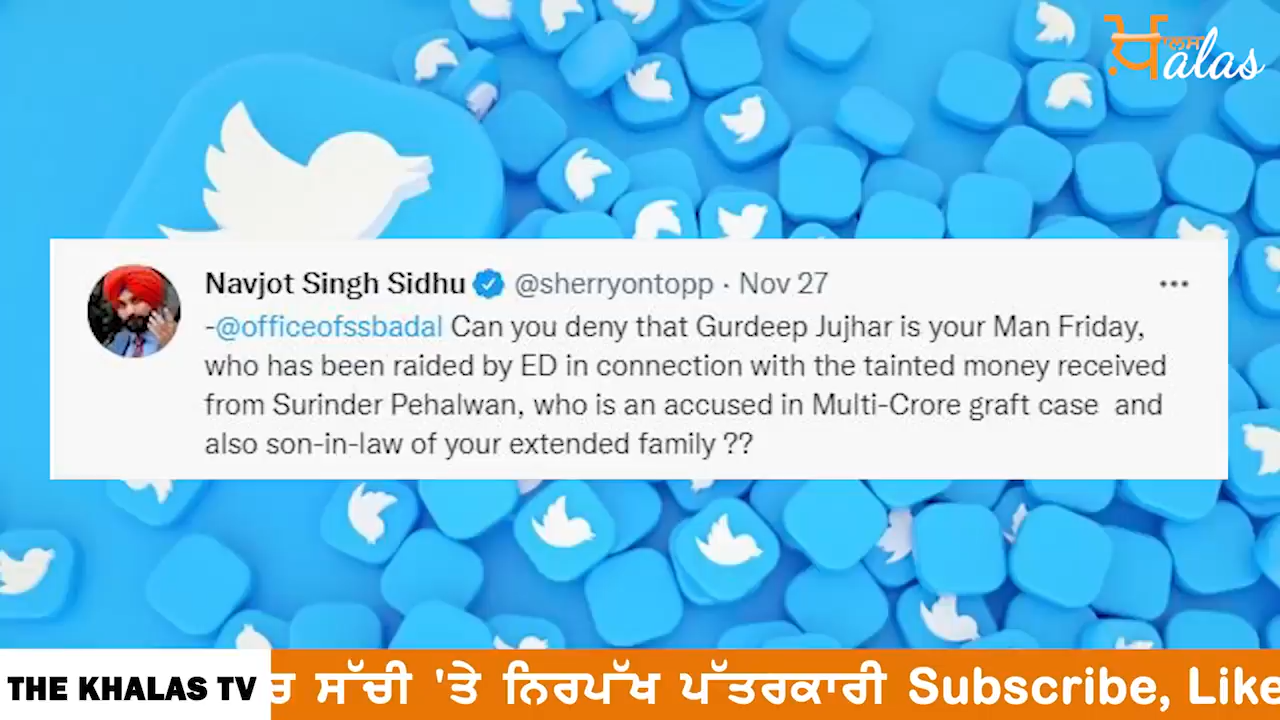 ਖ਼ਾਲਸ
alas
Navjot Singh Sidhu @sherryontopp · Nov 27
-@officeofssbadal Can you deny that Gurdeep Jujhar is your Man Friday,
who has been raided by ED in connection with the tainted money received
from Surinder Pehalwan, who is an accused in Multi-Crore graft case and
also son-in-law of your extended family ??
THE KHALAS TV ਚ ਸੱਚੀ 'ਤੇ ਨਿਰਪੱਖ ਪੱਤਰਕਾਰੀ Subscribe, Like